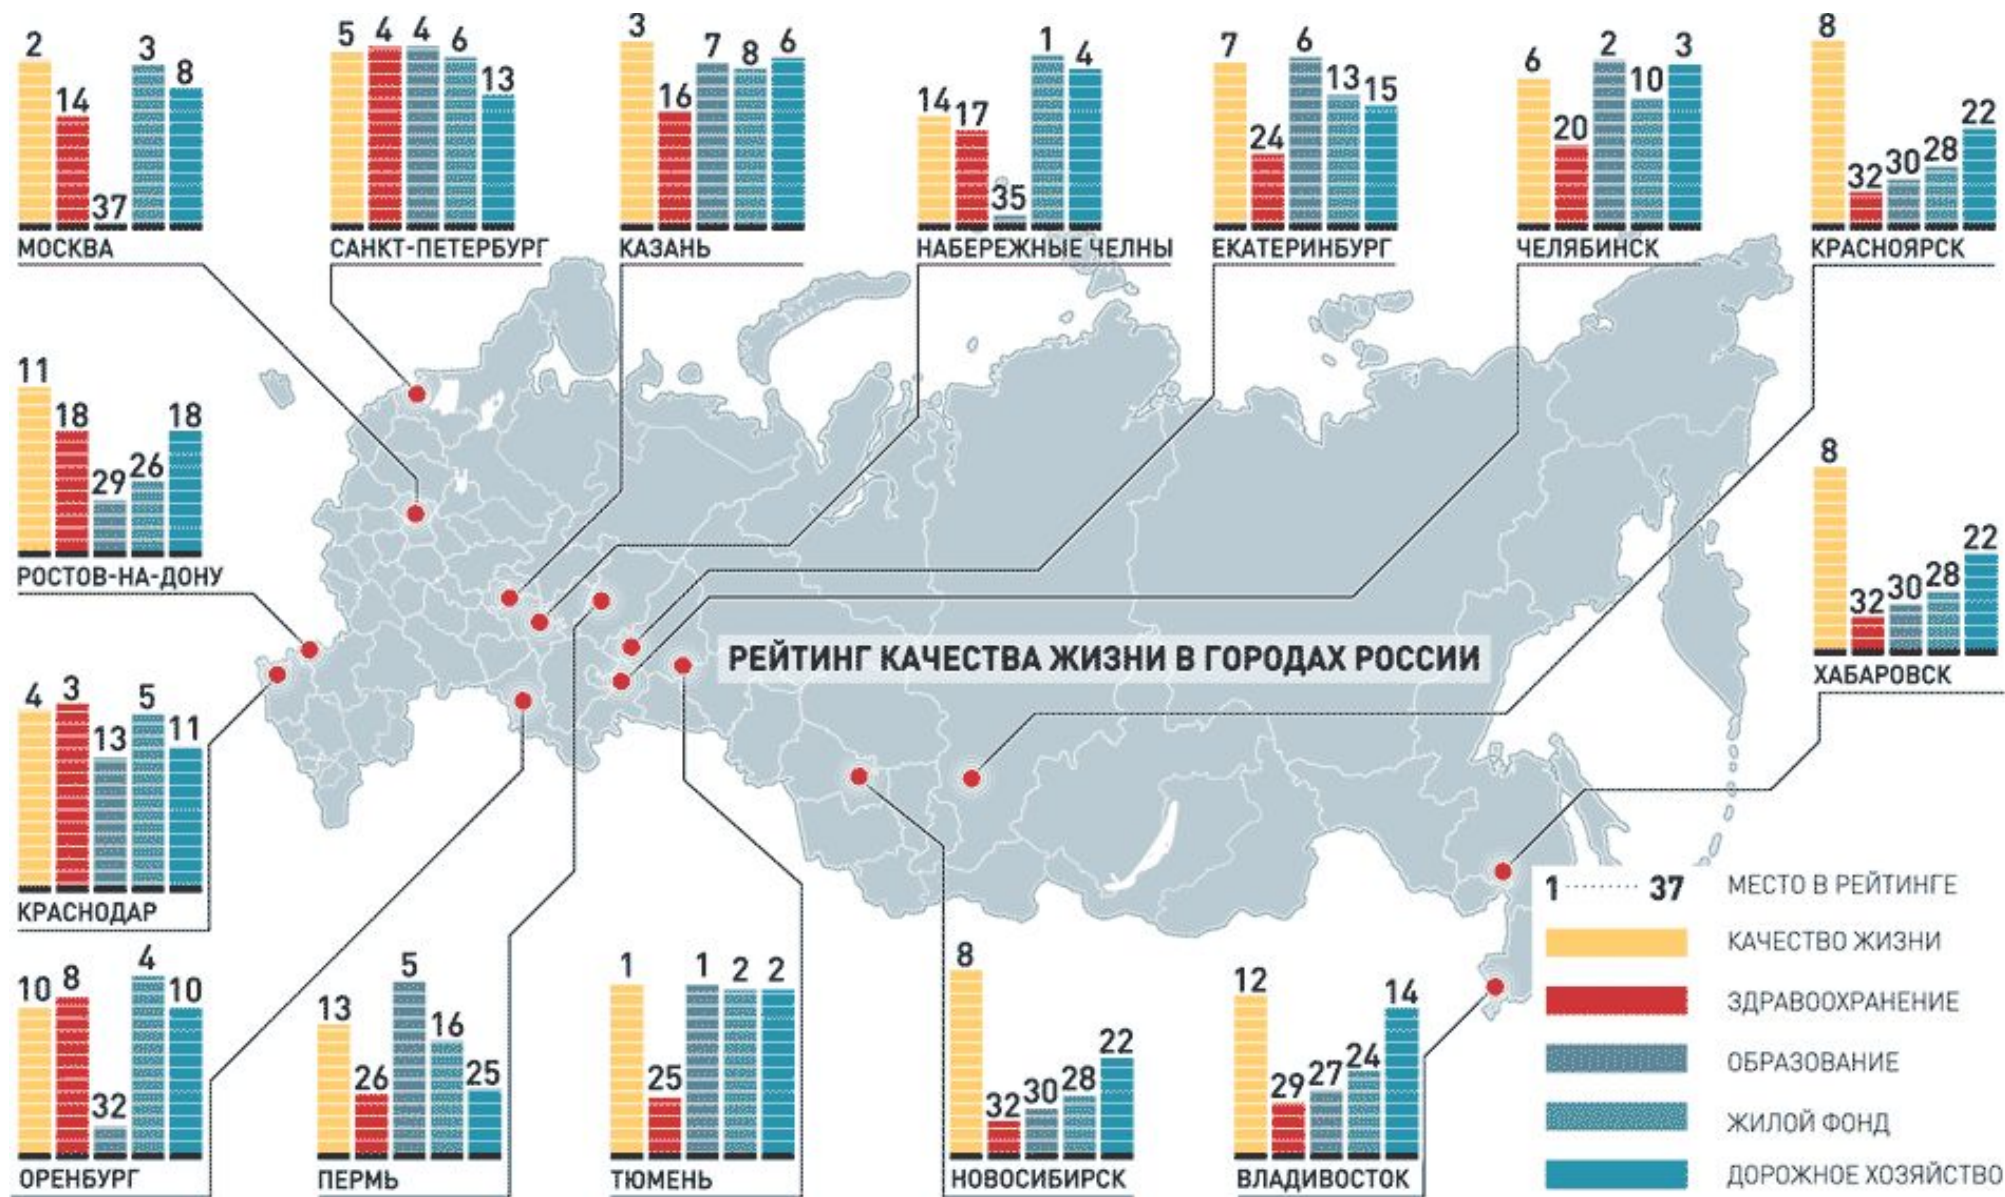 2 14 37 3 8
МОСКВА
5 4 4 6 13
САНКТ-ПЕТЕРБУРГ
3 16 7 8 6
КАЗАНЬ
14 17 35 1 4
НАБЕРЕЖНЫЕ ЧЕЛНЫ
7 24 6 13 15
ЕКАТЕРИНБУРГ
6 20 2 10 3
ЧЕЛЯБИНСК
8 32 30 28 22
КРАСНОЯРСК
11 18 29 26 18
РОСТОВ-НА-ДОНУ
8 32 30 28 22
ХАБАРОВСК
РЕЙТИНГ КАЧЕСТВА ЖИЗНИ В ГОРОДАХ РОССИИ
4 3 13 5 11
КРАСНОДАР
10 8 32 4 10
ОРЕНБУРГ
13 26 5 16 25
ПЕРМЬ
1 25 1 2 2
ТЮМЕНЬ
8 32 30 28 22
НОВОСИБИРСК
12 29 27 24 14
ВЛАДИВОСТОК
1 ........ 37 МЕСТО В РЕЙТИНГЕ
КАЧЕСТВО ЖИЗНИ
ЗДРАВООХРАНЕНИЕ
ОБРАЗОВАНИЕ
ЖИЛОЙ ФОНД
ДОРОЖНОЕ ХОЗЯЙСТВО